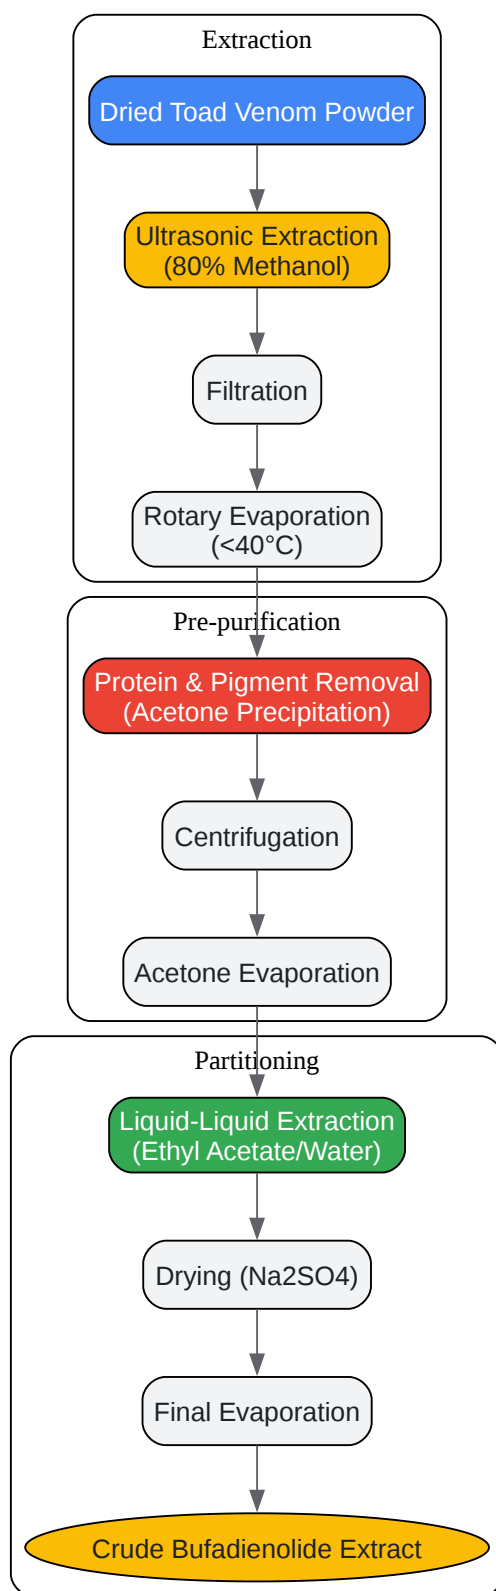 Extraction
Dried Toad Venom Powder
Ultrasonic Extraction
(80% Methanol)
Filtration
Rotary Evaporation
(<40°C)
Pre-purification
Protein & Pigment Removal
(Acetone Precipitation)
Centrifugation
Acetone Evaporation
Partitioning
Liquid-Liquid Extraction
(Ethyl Acetate/Water)
Drying (Na2SO4)
Final Evaporation
Crude Bufadienolide Extract